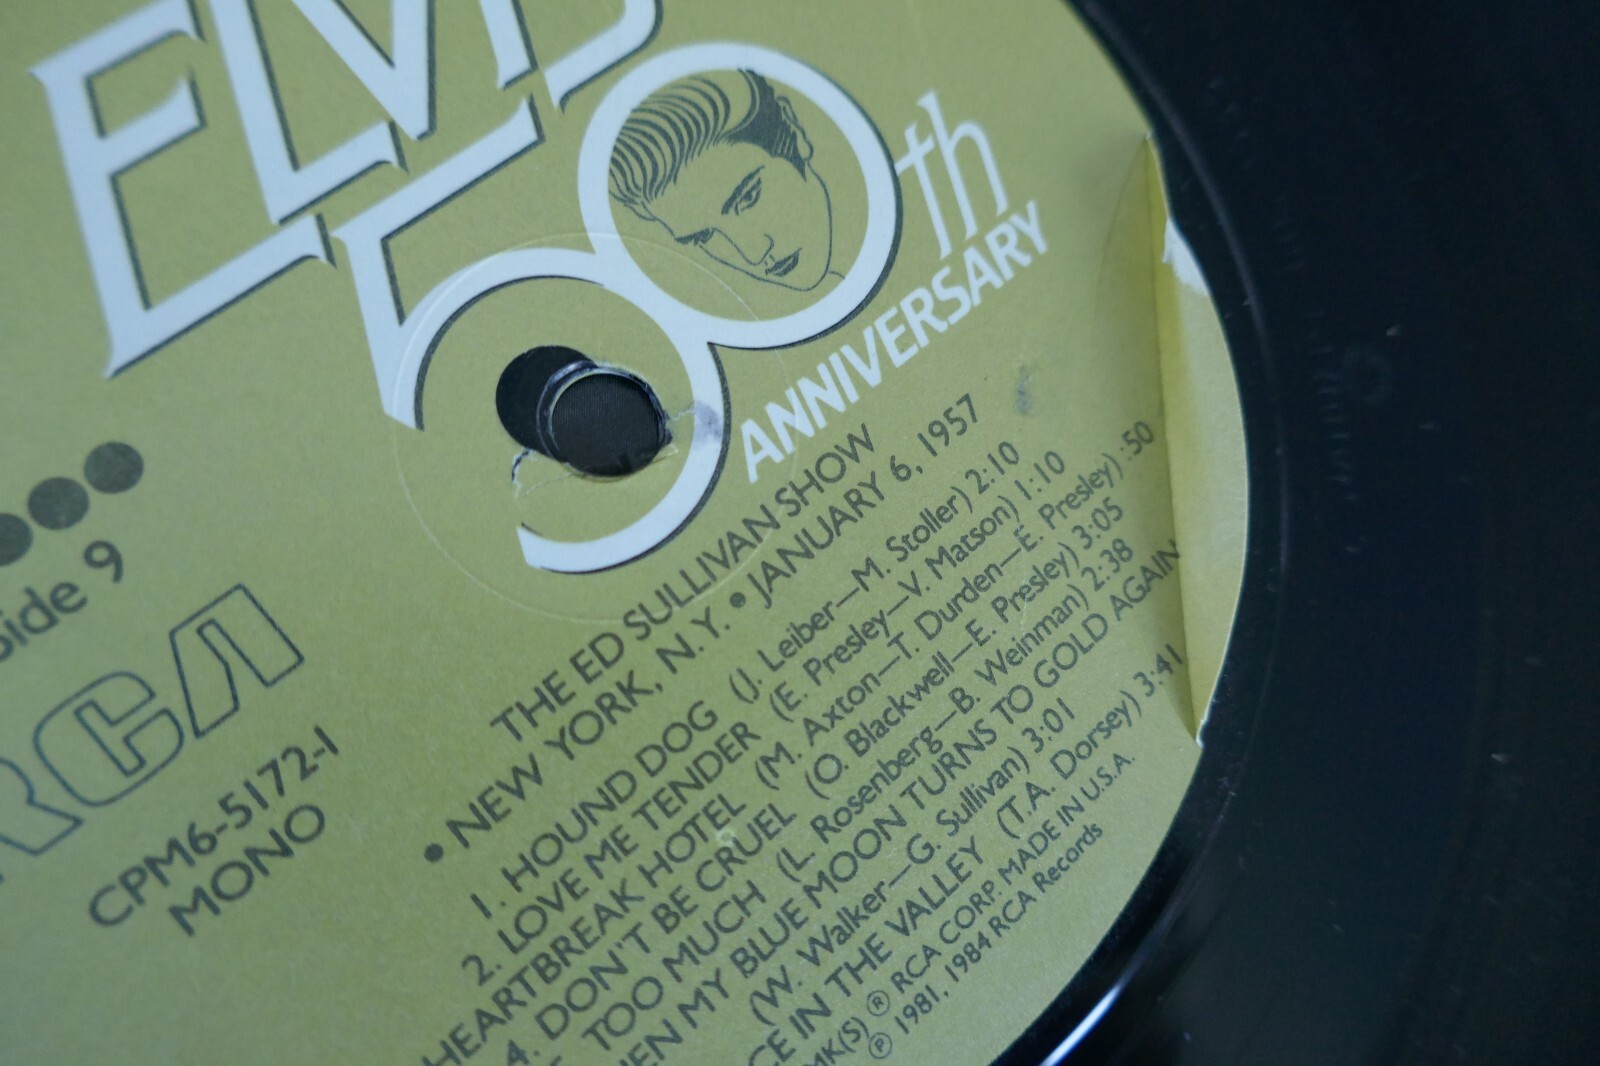 ELVIS
50th
ANNIVERSARY
Side 9
RCA
CPM6-5172-1
MONO
THE ED SULLIVAN SHOW
• NEW YORK, N.Y. • JANUARY 6, 1957
1. HOUND DOG (J. Leiber—M. Stoller) 2:10
2. LOVE ME TENDER (E. Presley—V. Matson) 1:10
HEARTBREAK HOTEL (M. Axton—T. Durden—E. Presley) :50
4. DON'T BE CRUEL (O. Blackwell—E. Presley) 3:05
TOO MUCH (L. Rosenberg—B. Weinman) 2:38
MY BLUE MOON TURNS TO GOLD AGAIN
(W. Walker—G. Sullivan) 3:01
IN THE VALLEY (T.A. Dorsey) 3:41
MK(S) ® RCA CORP. MADE IN U.S.A.
℗ 1981, 1984 RCA Records